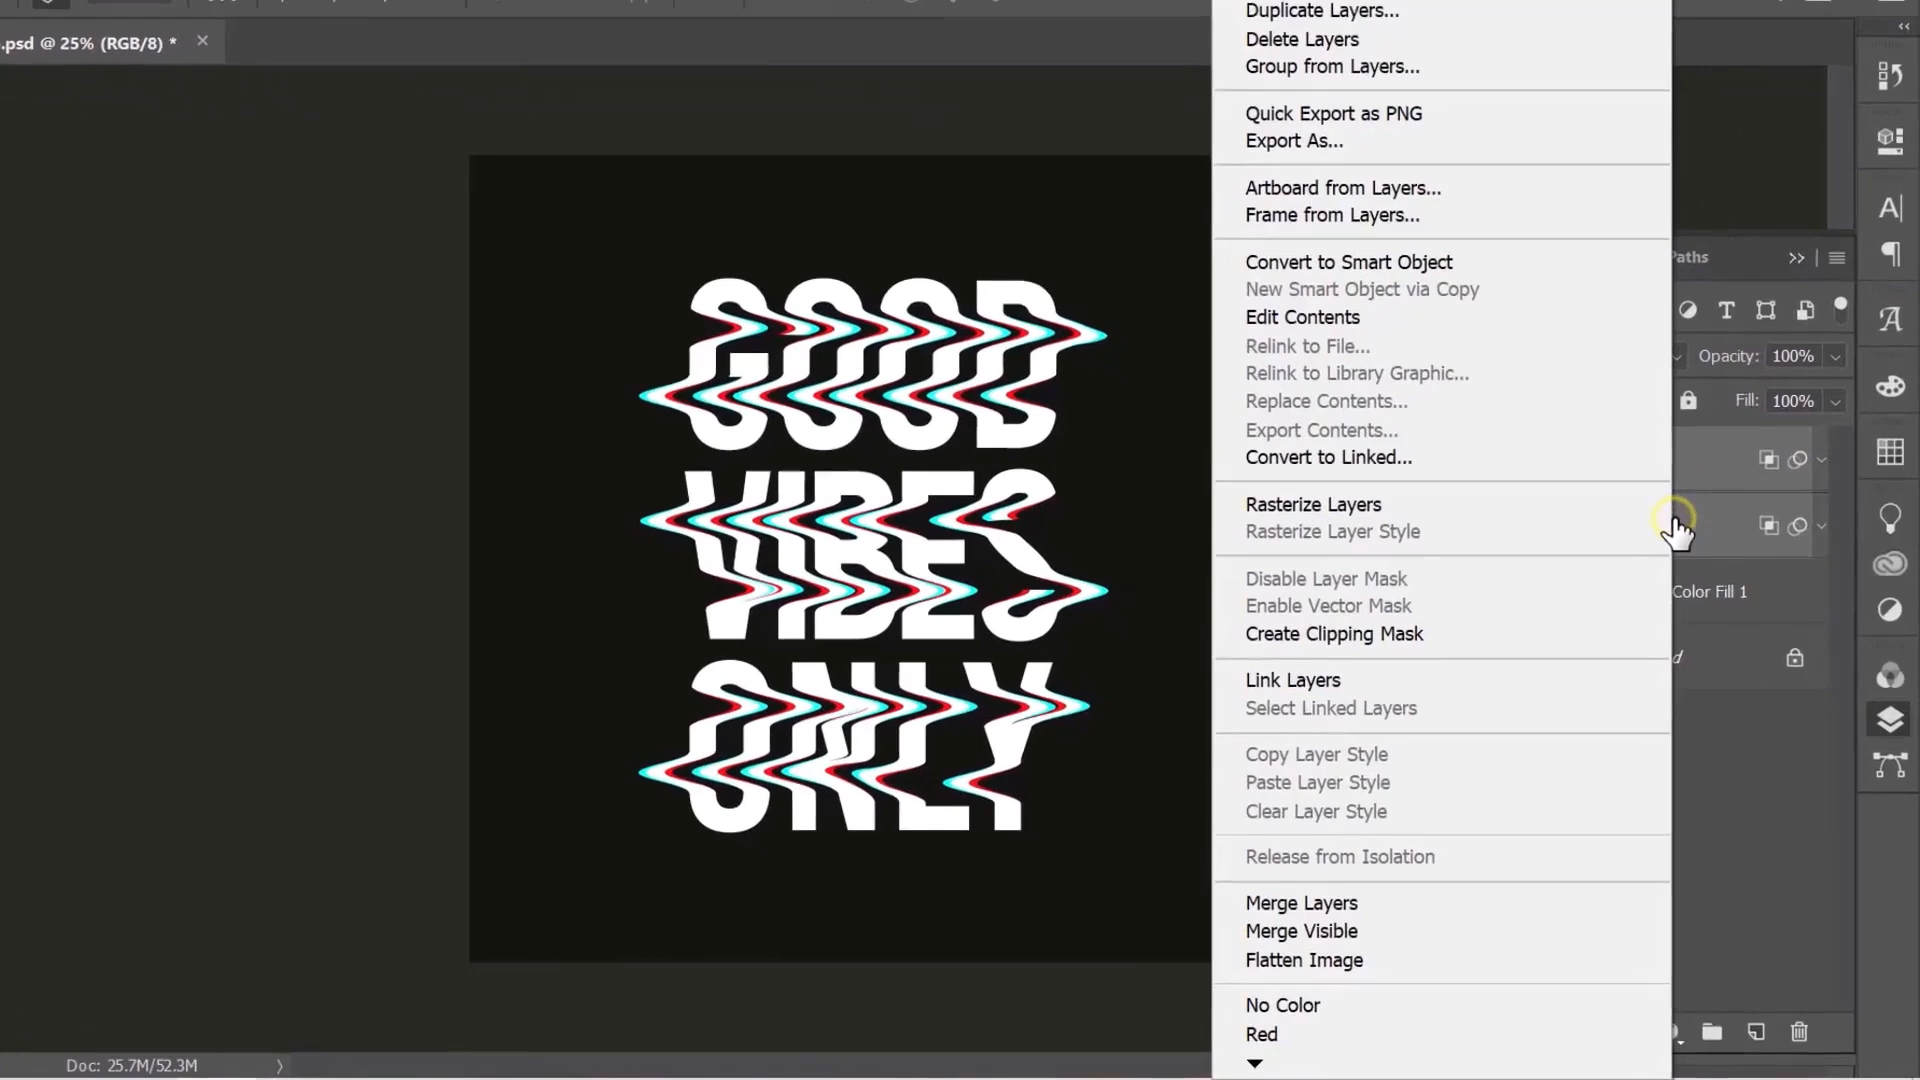 .psd @ 25% (RGB/8) *
GOOD
VIBES
ONLY
Doc: 25.7M/52.3M
Duplicate Layers...
Delete Layers
Group from Layers...
Quick Export as PNG
Export As...
Artboard from Layers...
Frame from Layers...
Convert to Smart Object
New Smart Object via Copy
Edit Contents
Relink to File...
Relink to Library Graphic...
Replace Contents...
Export Contents...
Convert to Linked...
Rasterize Layers
Rasterize Layer Style
Disable Layer Mask
Enable Vector Mask
Create Clipping Mask
Link Layers
Select Linked Layers
Copy Layer Style
Paste Layer Style
Clear Layer Style
Release from Isolation
Merge Layers
Merge Visible
Flatten Image
No Color
Red
Paths
Opacity: 100%
Fill: 100%
Color Fill 1
d